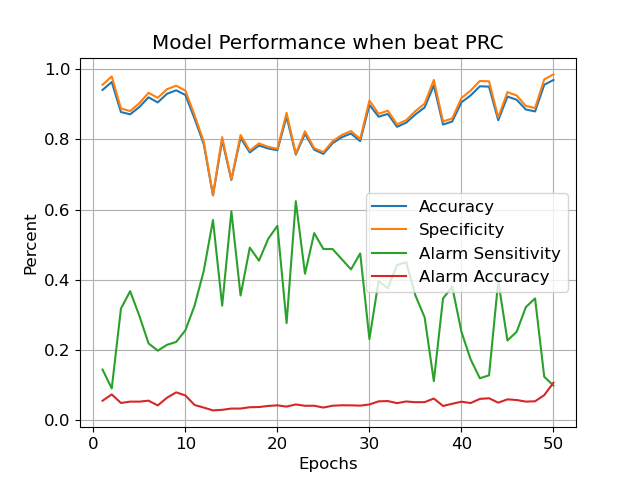 Model Performance when beat PRC
1.0
0.8
0.6
0.4
0.2
0.0
Percent
Accuracy
Specificity
Alarm Sensitivity
Alarm Accuracy
0 10 20 30 40 50
Epochs